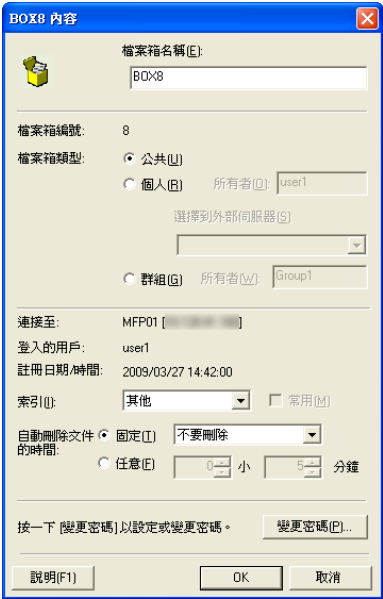 BOX8 內容
檔案箱名稱(E):
BOX8
檔案箱編號: 8
檔案箱類型: 公共(U)
個人(R) 所有者(O): user1
選擇到外部伺服器(S)
群組(G) 所有者(W): Group1
連接至: MFP01 [ ]
登入的用戶: user1
註冊日期/時間: 2009/03/27 14:42:00
索引(I): 其他 常用(M)
自動刪除文件的時間: 固定(T) 不要刪除
任意(F) 0 小 5 分鐘
按一下 [變更密碼] 以設定或變更密碼。 變更密碼(P)...
說明(F1) OK 取消